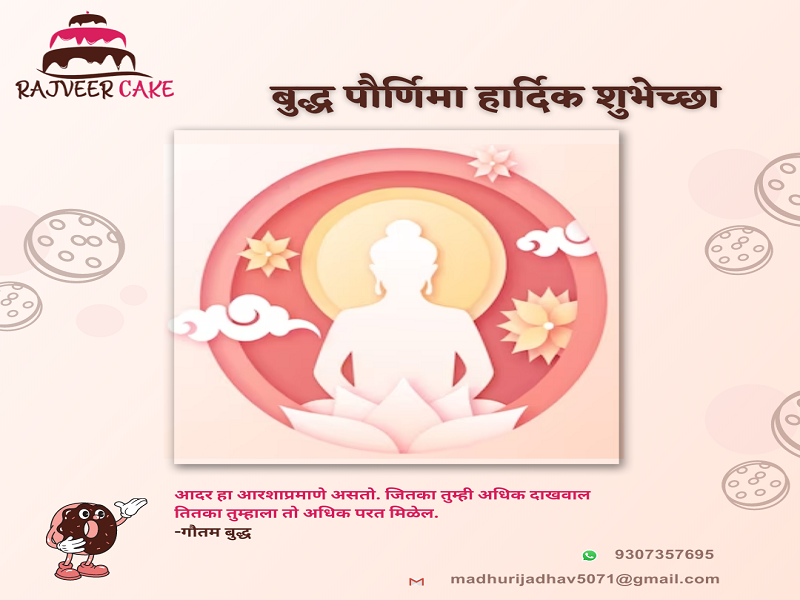 RAJVEER CAKE
बुद्ध पौर्णिमा हार्दिक शुभेच्छा
आदर हा आरशाप्रमाणे असतो. जितका तुम्ही अधिक दाखवाल
तितका तुम्हाला तो अधिक परत मिळेल.
-गौतम बुद्ध
9307357695
madhurijadhav5071@gmail.com